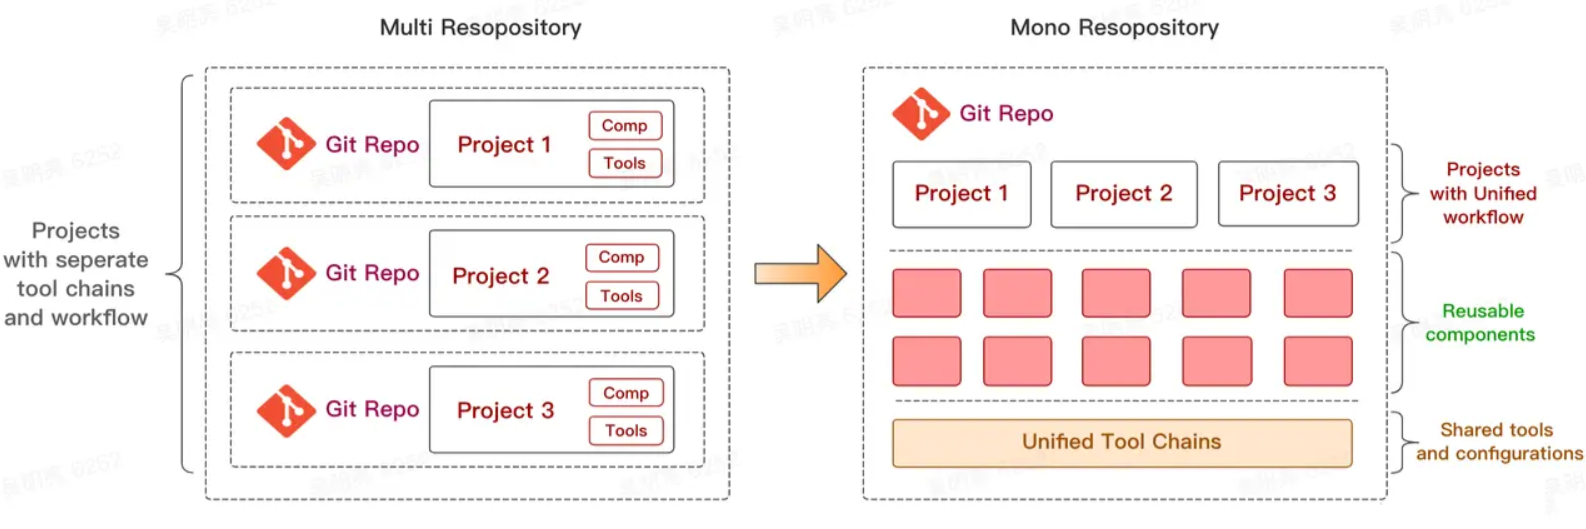 Multi Resopository
Mono Resopository
Projects
with seperate
tool chains
and workflow
Git Repo
Project 1
Comp
Tools
Git Repo
Project 2
Comp
Tools
Git Repo
Project 3
Comp
Tools
Git Repo
Project 1
Project 2
Project 3
Unified Tool Chains
Projects
with Unified
workflow
Reusable
components
Shared tools
and configurations